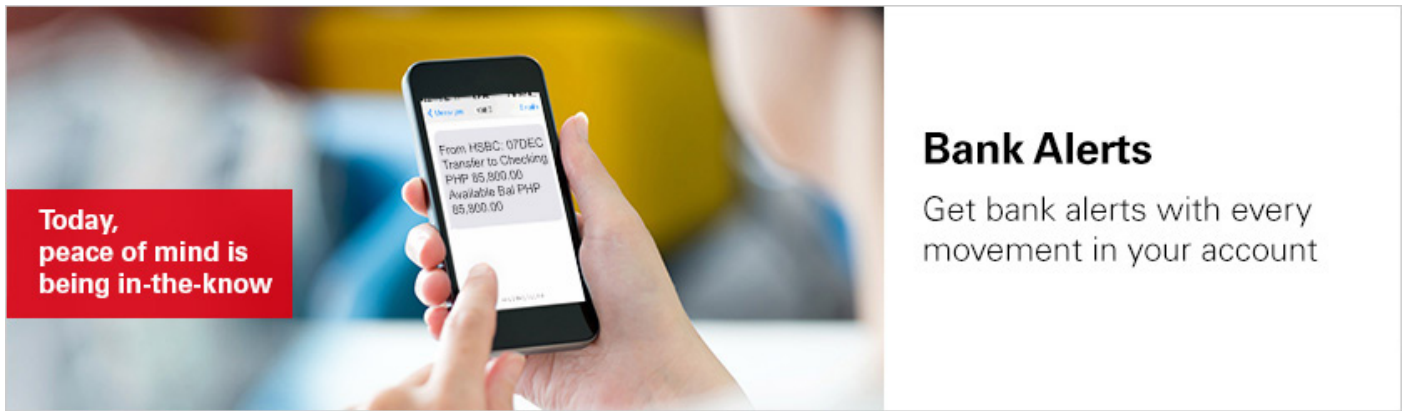 Today,
peace of mind is
being in-the-know
From HSBC: 07DEC
Transfer to Checking
PHP 85,800.00
Available Bal PHP
85,800.00
Bank Alerts
Get bank alerts with every
movement in your account